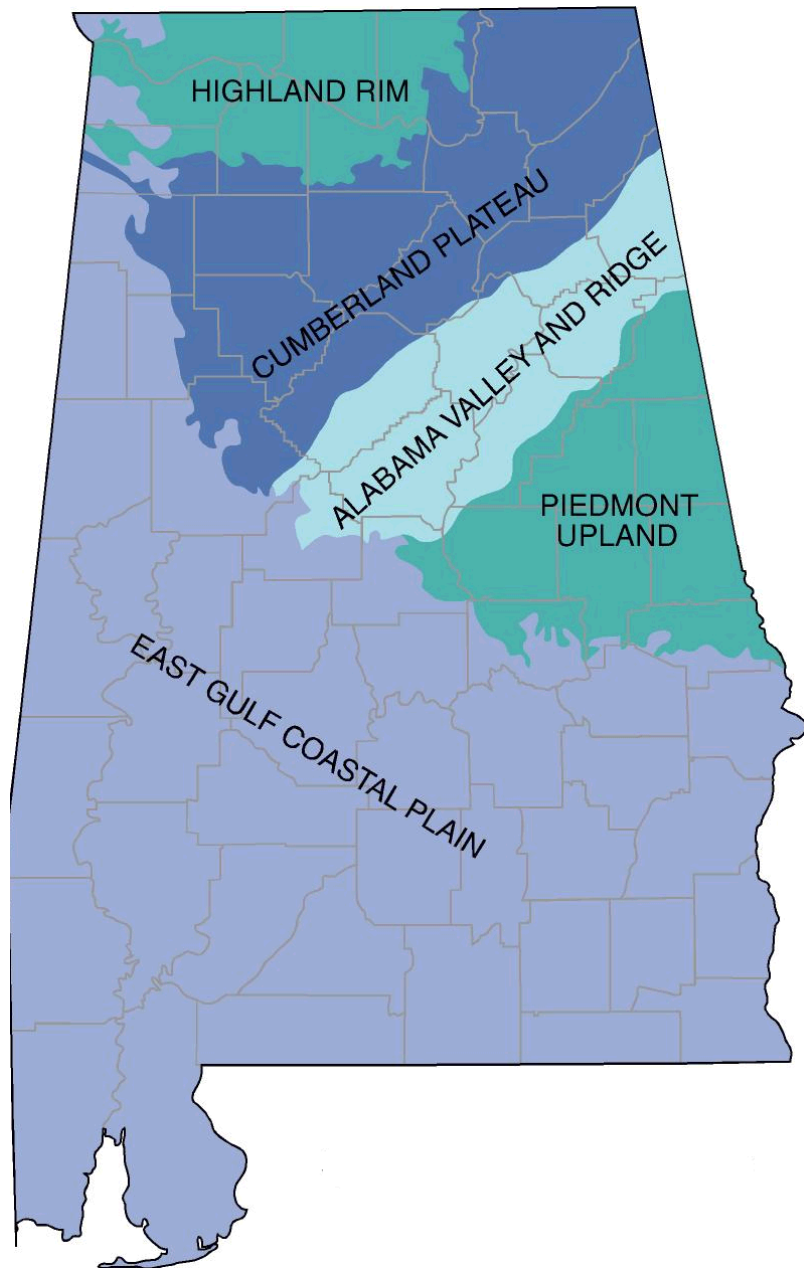 HIGHLAND RIM
CUMBERLAND PLATEAU
ALABAMA VALLEY AND RIDGE
PIEDMONT
UPLAND
EAST GULF COASTAL PLAIN